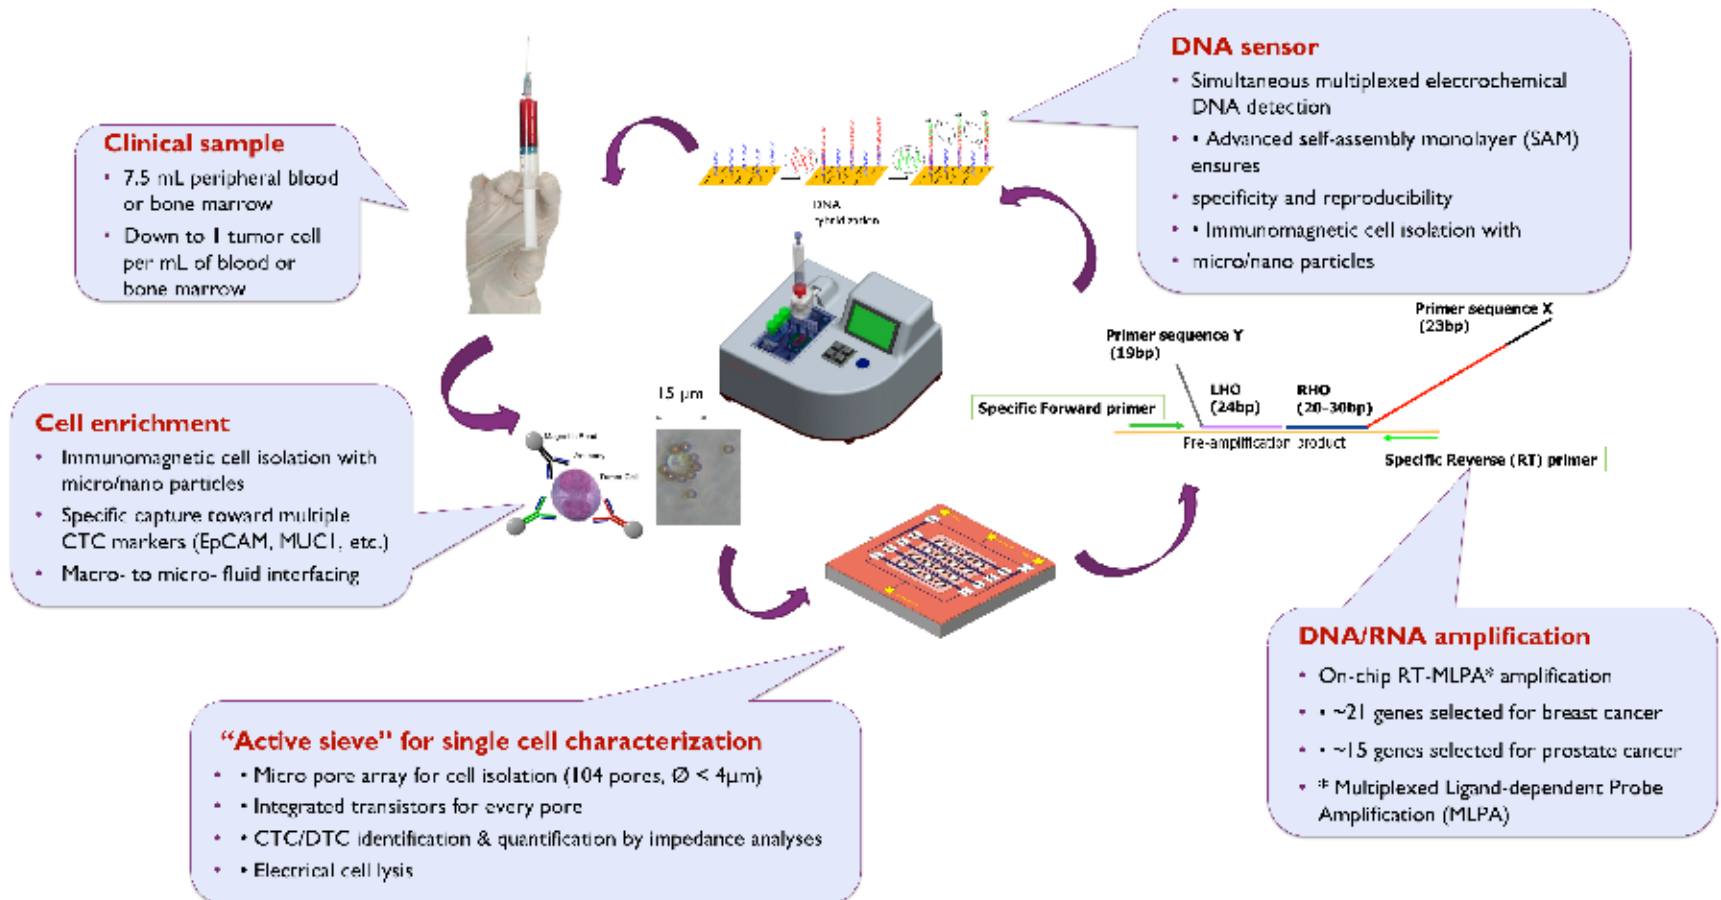 DNA sensor
• Simultaneous multiplexed electrochemical
DNA detection
• • Advanced self-assembly monolayer (SAM)
ensures
• specificity and reproducibility
• • Immunomagnetic cell isolation with
• micro/nano particles
Clinical sample
• 7.5 mL peripheral blood
or bone marrow
• Down to 1 tumor cell
per mL of blood or
bone marrow
DNA
hybridization
Primer sequence X
(23bp)
Primer sequence Y
(19bp)
LHO
(24bp)
RHO
(20-30bp)
Specific Forward primer
Pre-amplification product
Specific Reverse (RT) primer
15 µm
Cell enrichment
• Immunomagnetic cell isolation with
micro/nano particles
• Specific capture toward multiple
CTC markers (EpCAM, MUC1, etc.)
• Macro- to micro- fluid interfacing
Magnetic Bead
Antibody
Tumor Cell
DNA/RNA amplification
• On-chip RT-MLPA* amplification
• • ~21 genes selected for breast cancer
• • ~15 genes selected for prostate cancer
• * Multiplexed Ligand-dependent Probe
Amplification (MLPA)
“Active sieve” for single cell characterization
• • Micro pore array for cell isolation (104 pores, Ø < 4µm)
• • Integrated transistors for every pore
• • CTC/DTC identification & quantification by impedance analyses
• • Electrical cell lysis